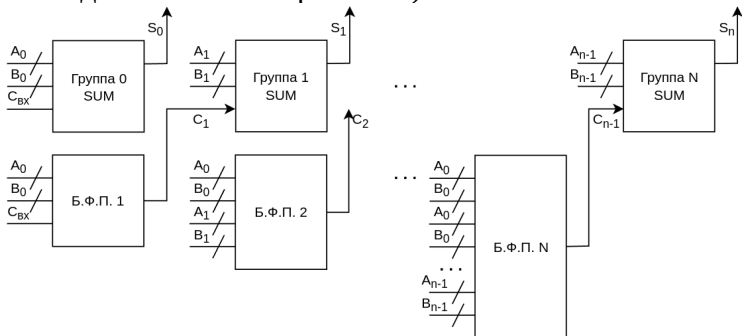 S0
S1
Sn
A0
B0
Cвх
Группа 0
SUM
A1
B1
Группа 1
SUM
...
An-1
Bn-1
Группа N
SUM
C1
C2
Cn-1
A0
B0
Cвх
Б.Ф.П. 1
A0
B0
A1
B1
Б.Ф.П. 2
...
A0
B0
A0
B0
...
An-1
Bn-1
Б.Ф.П. N